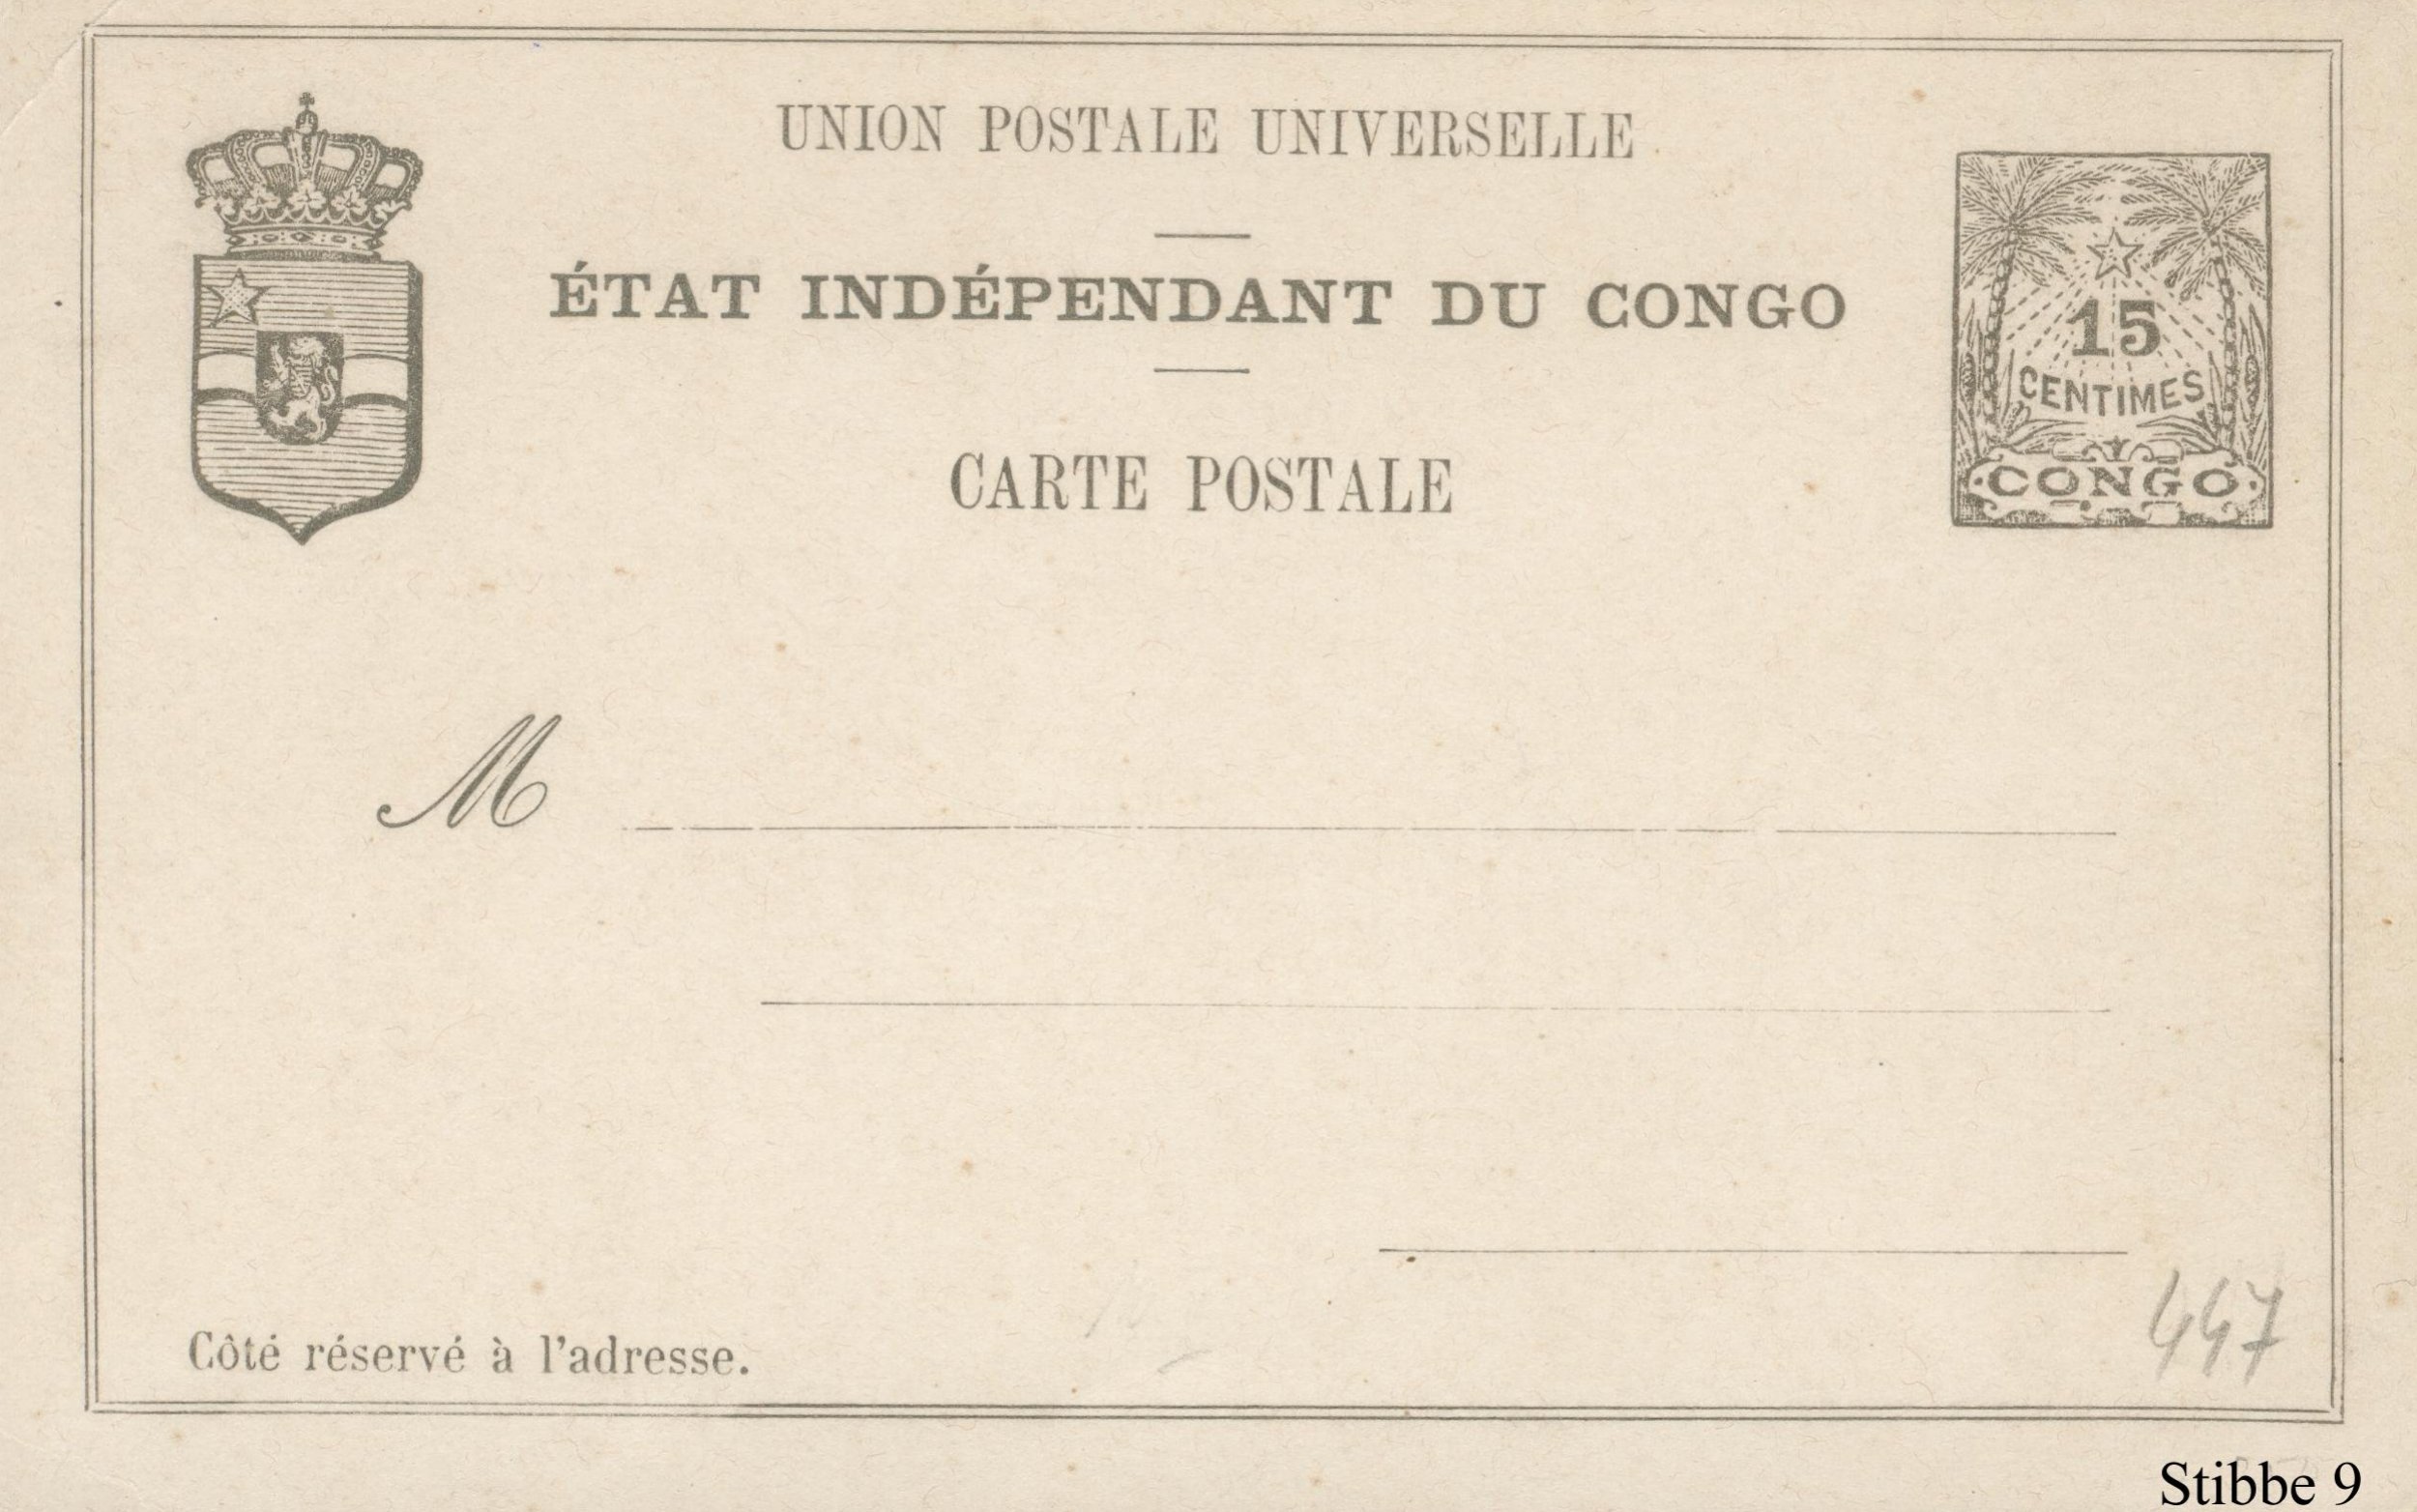 UNION POSTALE UNIVERSELLE
ÉTAT INDÉPENDANT DU CONGO
CARTE POSTALE
15
CENTIMES
CONGO
M
Côté réservé à l'adresse.
447
Stibbe 9